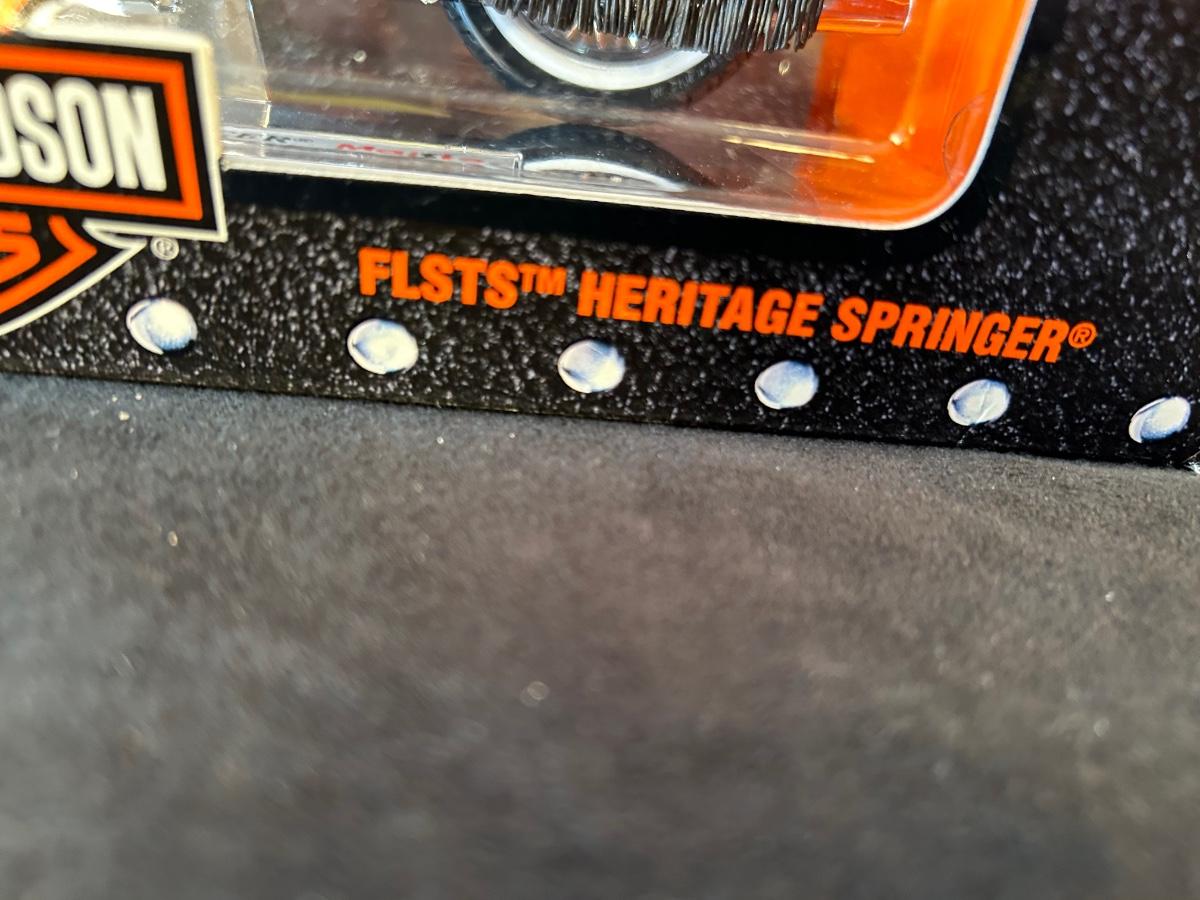 DSON
®
FLSTS™ HERITAGE SPRINGER®